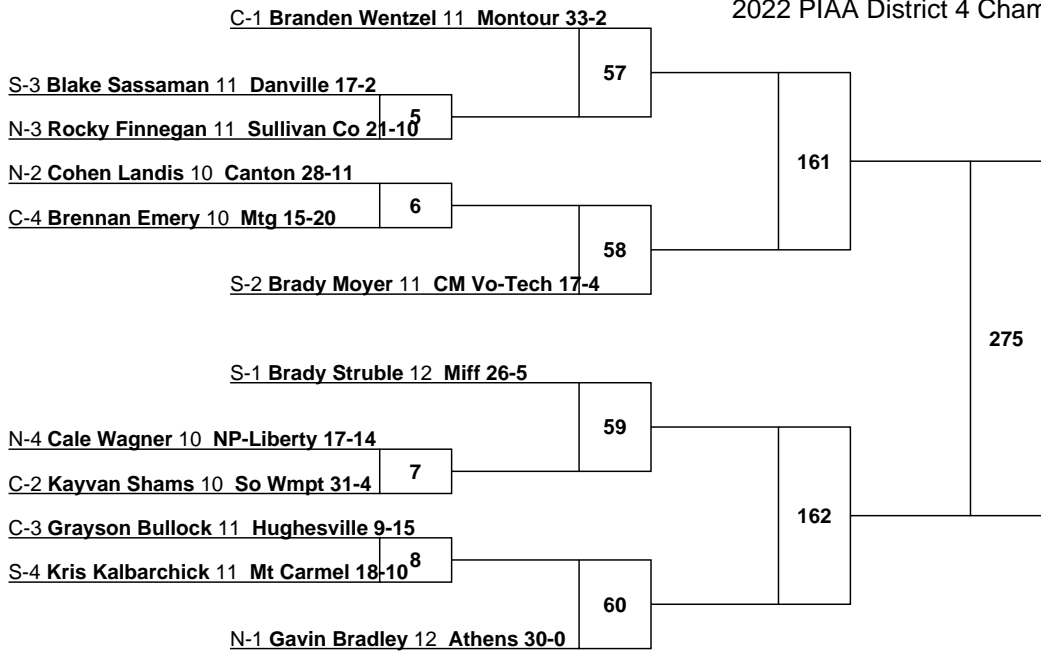 2022 PIAA District 4 Cham
C-1 Branden Wentzel 11 Montour 33-2
57
S-3 Blake Sassaman 11 Danville 17-2
5
N-3 Rocky Finnegan 11 Sullivan Co 21-10
161
N-2 Cohen Landis 10 Canton 28-11
6
C-4 Brennan Emery 10 Mtg 15-20
58
S-2 Brady Moyer 11 CM Vo-Tech 17-4
275
S-1 Brady Struble 12 Miff 26-5
59
N-4 Cale Wagner 10 NP-Liberty 17-14
7
C-2 Kayvan Shams 10 So Wmpt 31-4
162
C-3 Grayson Bullock 11 Hughesville 9-15
8
S-4 Kris Kalbarchick 11 Mt Carmel 18-10
60
N-1 Gavin Bradley 12 Athens 30-0